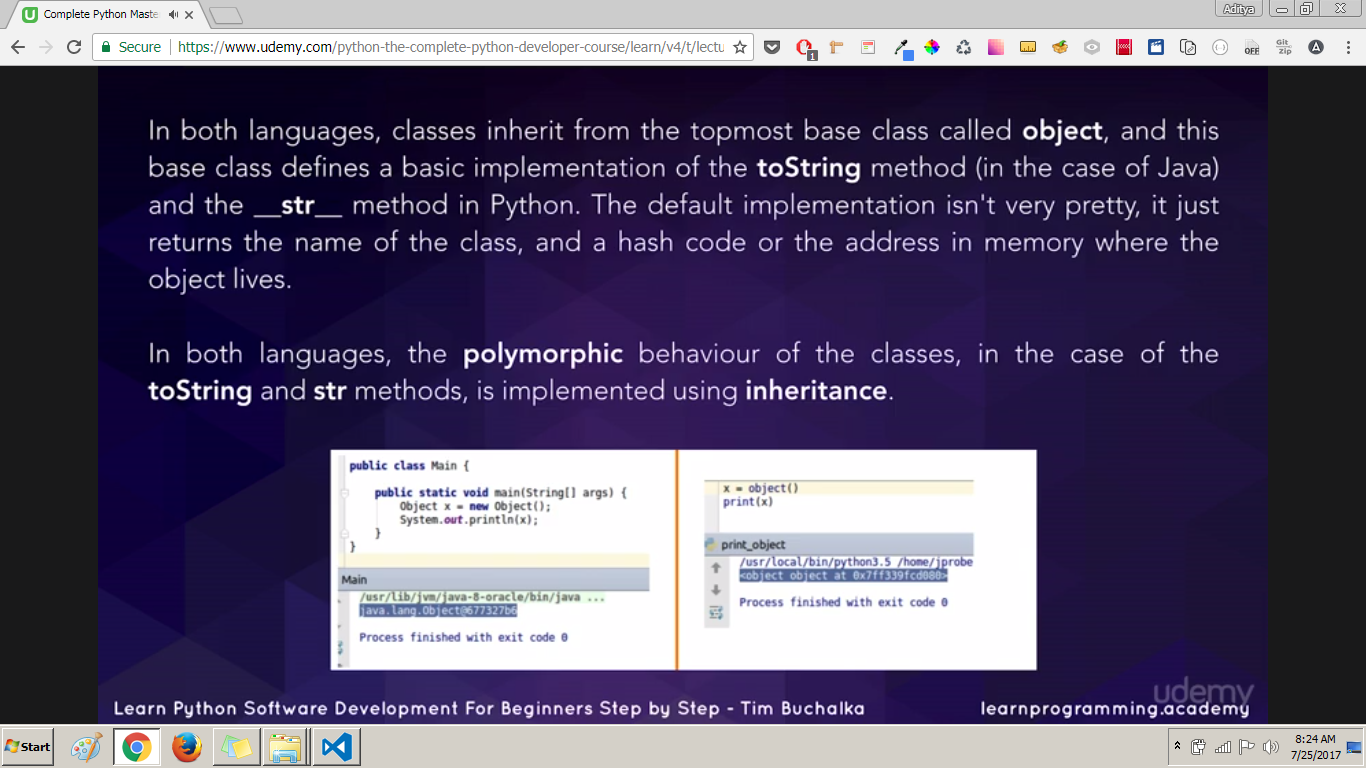 Complete Python Maste
Aditya
Secure
https://www.udemy.com/python-the-complete-python-developer-course/learn/v4/t/lectu
1
OFF
Git
Zip
A
In both languages, classes inherit from the topmost base class called object, and this
base class defines a basic implementation of the toString method (in the case of Java)
and the __str__ method in Python. The default implementation isn't very pretty, it just
returns the name of the class, and a hash code or the address in memory where the
object lives.
In both languages, the polymorphic behaviour of the classes, in the case of the
toString and str methods, is implemented using inheritance.
public class Main {
public static void main(String[] args) {
Object x = new Object();
System.out.println(x);
}
}
Main
/usr/lib/jvm/java-8-oracle/bin/java ...
java.lang.Object@677327b6
Process finished with exit code 0
x = object()
print(x)
print_object
/usr/local/bin/python3.5 /home/jprobe
<object object at 0x7ff339fcd080>
Process finished with exit code 0
udemy
Learn Python Software Development For Beginners Step by Step - Tim Buchalka
learnprogramming.academy
Start
8:24 AM
7/25/2017